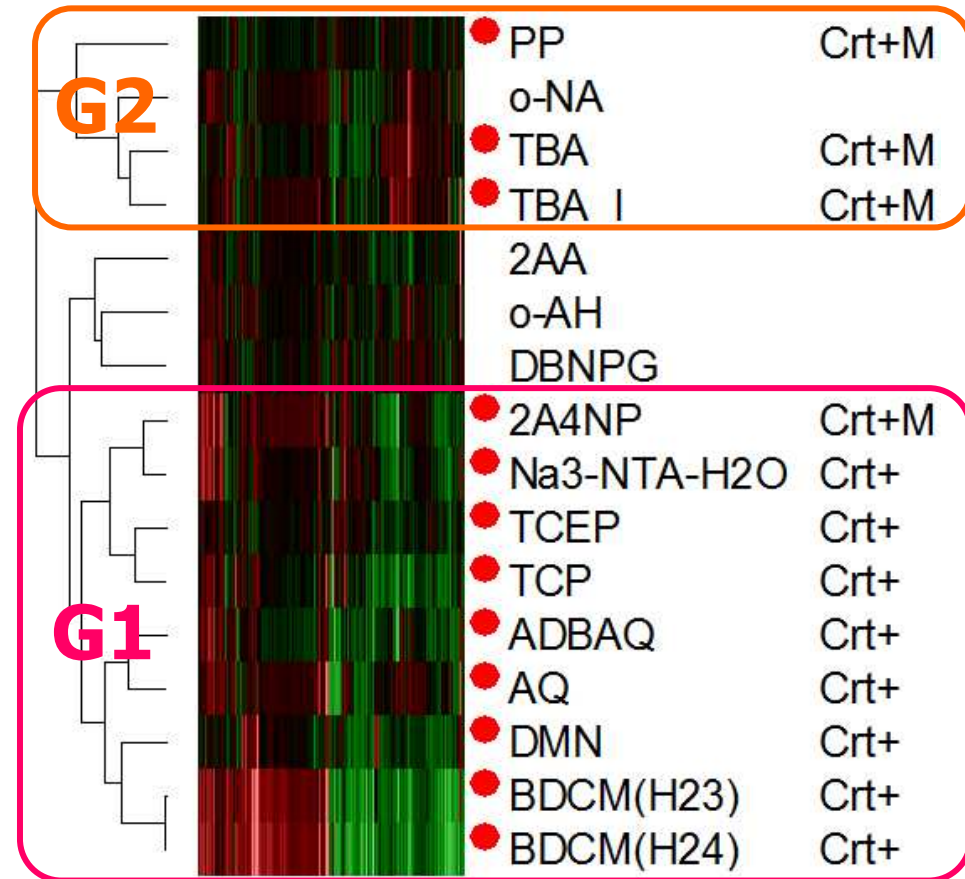 G2
PP Crt+M
o-NA
TBA Crt+M
TBA I Crt+M
2AA
o-AH
DBNPG
G1
2A4NP Crt+M
Na3-NTA-H2O Crt+
TCEP Crt+
TCP Crt+
ADBAQ Crt+
AQ Crt+
DMN Crt+
BDCM(H23) Crt+
BDCM(H24) Crt+